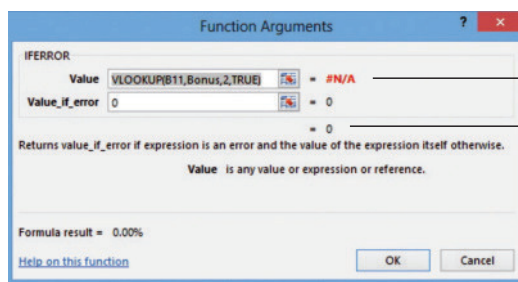 Function Arguments ? ×
IFERROR
Value VLOOKUP(B11,Bonus,2,TRUE) = #N/A
Value_if_error 0 = 0
= 0
Returns value_if_error if expression is an error and the value of the expression itself otherwise.
Value is any value or expression or reference.
Formula result = 0.00%
Help on this function OK Cancel